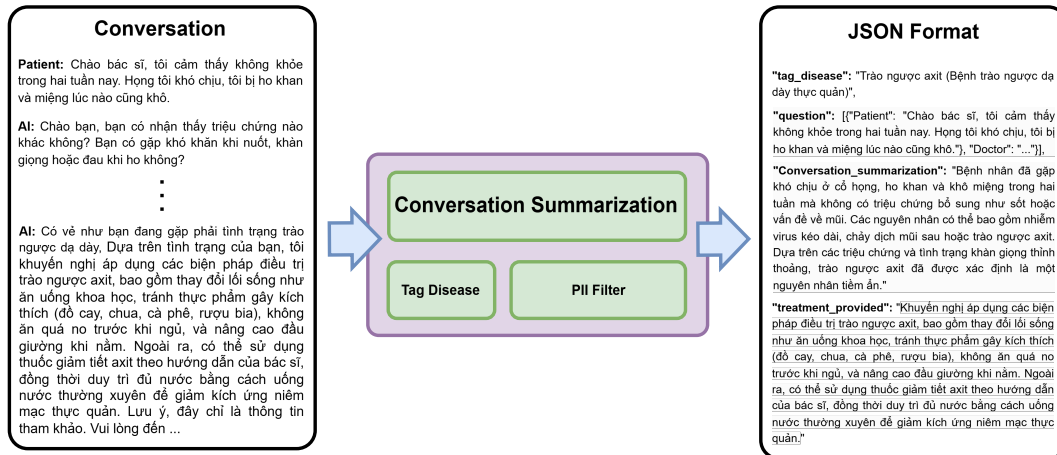 Conversation
Patient: Chào bác sĩ, tôi cảm thấy không khỏe
trong hai tuần nay. Họng tôi khó chịu, tôi bị ho khan
và miệng lúc nào cũng khô.
AI: Chào bạn, bạn có nhận thấy triệu chứng nào
khác không? Bạn có gặp khó khăn khi nuốt, khàn
giọng hoặc đau khi ho không?
AI: Có vẻ như bạn đang gặp phải tình trạng trào
ngược dạ dày, Dựa trên tình trạng của bạn, tôi
khuyến nghị áp dụng các biện pháp điều trị
trào ngược axit, bao gồm thay đổi lối sống như
ăn uống khoa học, tránh thực phẩm gây kích
thích (đồ cay, chua, cà phê, rượu bia), không
ăn quá no trước khi ngủ, và nâng cao đầu
giường khi nằm. Ngoài ra, có thể sử dụng
thuốc giảm tiết axit theo hướng dẫn của bác sĩ,
đồng thời duy trì đủ nước bằng cách uống
nước thường xuyên để giảm kích ứng niêm
mạc thực quản. Lưu ý, đây chỉ là thông tin
tham khảo. Vui lòng đến ...
Conversation Summarization
Tag Disease
PII Filter
JSON Format
"tag_disease": "Trào ngược axit (Bệnh trào ngược dạ
dày thực quản)",
"question": [{"Patient": "Chào bác sĩ, tôi cảm thấy
không khỏe trong hai tuần nay. Họng tôi khó chịu, tôi bị
ho khan và miệng lúc nào cũng khô."}, "Doctor": "..."}],
"Conversation_summarization": "Bệnh nhân đã gặp
khó chịu ở cổ họng, ho khan và khô miệng trong hai
tuần mà không có triệu chứng bổ sung như sốt hoặc
vấn đề về mũi. Các nguyên nhân có thể bao gồm nhiễm
virus kéo dài, chảy dịch mũi sau hoặc trào ngược axit.
Dựa trên các triệu chứng và tình trạng khàn giọng thỉnh
thoảng, trào ngược axit đã được xác định là một
nguyên nhân tiềm ẩn."
"treatment_provided": "Khuyến nghị áp dụng các biện
pháp điều trị trào ngược axit, bao gồm thay đổi lối sống
như ăn uống khoa học, tránh thực phẩm gây kích thích
(đồ cay, chua, cà phê, rượu bia), không ăn quá no
trước khi ngủ, và nâng cao đầu giường khi nằm. Ngoài
ra, có thể sử dụng thuốc giảm tiết axit theo hướng dẫn
của bác sĩ, đồng thời duy trì đủ nước bằng cách uống
nước thường xuyên để giảm kích ứng niêm mạc thực
quản."